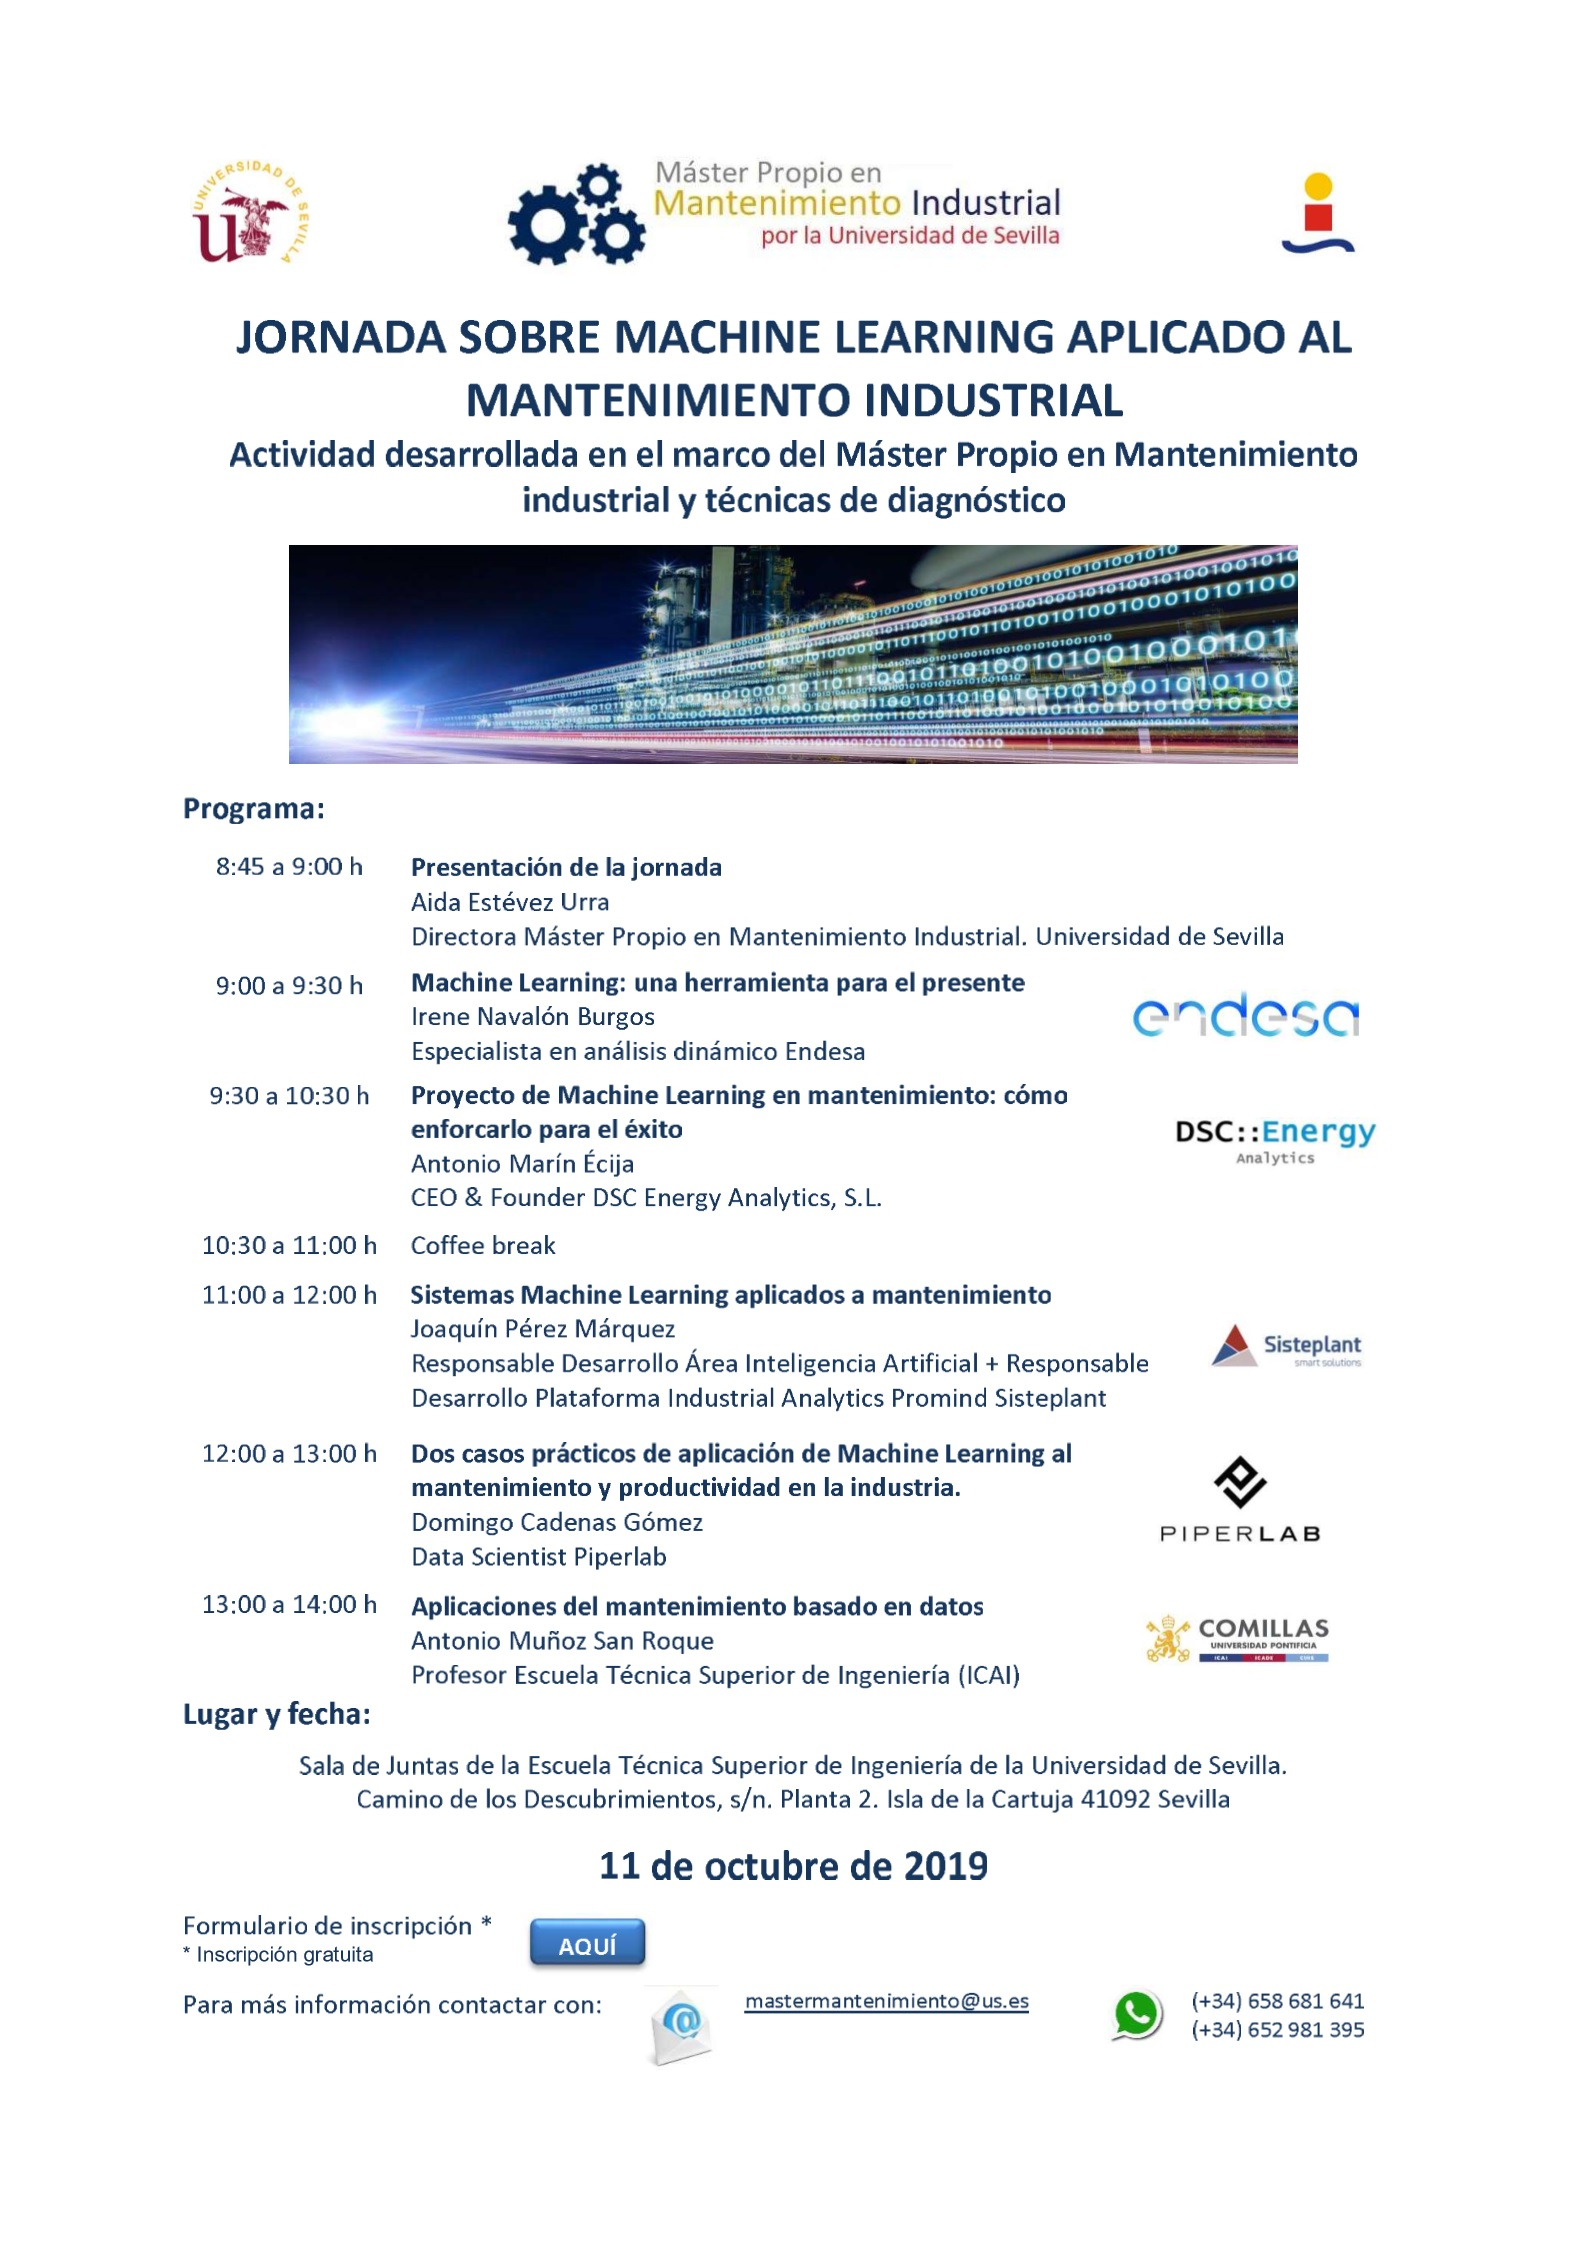 UNIVERSIDAD DE SEVILLA
Máster Propio en
Mantenimiento Industrial
por la Universidad de Sevilla
JORNADA SOBRE MACHINE LEARNING APLICADO AL
MANTENIMIENTO INDUSTRIAL
Actividad desarrollada en el marco del Máster Propio en Mantenimiento
industrial y técnicas de diagnóstico
Programa:
8:45 a 9:00 h Presentación de la jornada
Aida Estévez Urra
Directora Máster Propio en Mantenimiento Industrial. Universidad de Sevilla
9:00 a 9:30 h Machine Learning: una herramienta para el presente
Irene Navalón Burgos
Especialista en análisis dinámico Endesa
endesa
9:30 a 10:30 h Proyecto de Machine Learning en mantenimiento: cómo
enforcarlo para el éxito
Antonio Marín Écija
CEO & Founder DSC Energy Analytics, S.L.
DSC::Energy
Analytics
10:30 a 11:00 h Coffee break
11:00 a 12:00 h Sistemas Machine Learning aplicados a mantenimiento
Joaquín Pérez Márquez
Responsable Desarrollo Área Inteligencia Artificial + Responsable
Desarrollo Plataforma Industrial Analytics Promind Sisteplant
Sisteplant
smart solutions
12:00 a 13:00 h Dos casos prácticos de aplicación de Machine Learning al
mantenimiento y productividad en la industria.
Domingo Cadenas Gómez
Data Scientist Piperlab
PIPERLAB
13:00 a 14:00 h Aplicaciones del mantenimiento basado en datos
Antonio Muñoz San Roque
Profesor Escuela Técnica Superior de Ingeniería (ICAI)
COMILLAS
UNIVERSIDAD PONTIFICIA
ICAI ICADE CIHS
Lugar y fecha:
Sala de Juntas de la Escuela Técnica Superior de Ingeniería de la Universidad de Sevilla.
Camino de los Descubrimientos, s/n. Planta 2. Isla de la Cartuja 41092 Sevilla
11 de octubre de 2019
Formulario de inscripción *
* Inscripción gratuita
AQUÍ
Para más información contactar con:
mastermantenimiento@us.es
(+34) 658 681 641
(+34) 652 981 395